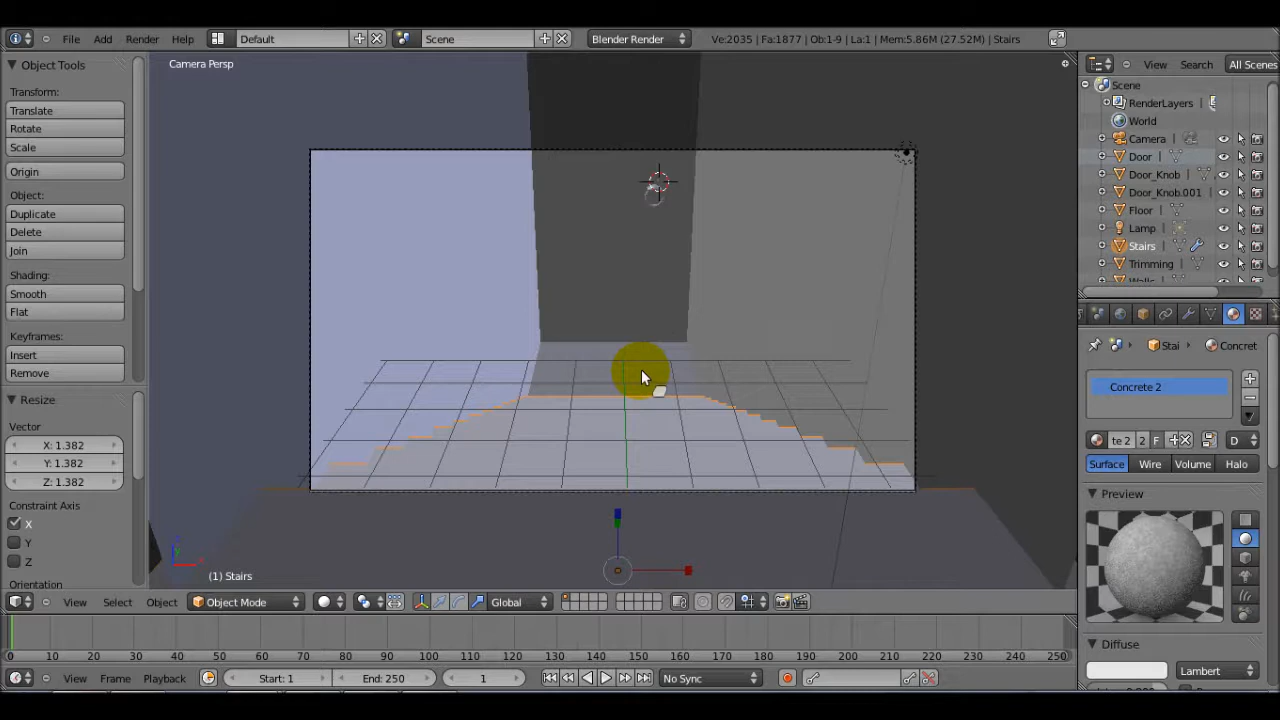 File Add Render Help Default Scene Blender Render Ve:2035 | Fa:1877 | Ob:1-9 | La:1 | Mem:5.86M (27.52M) | Stairs View Search All Scenes
Object Tools
Transform:
Translate
Rotate
Scale
Origin
Object:
Duplicate
Delete
Join
Shading:
Smooth
Flat
Keyframes:
Insert
Remove
Resize
Vector
X: 1.382
Y: 1.382
Z: 1.382
Constraint Axis
X
Y
Z
Orientation
Camera Persp
(1) Stairs
View Select Object Object Mode Global
0 10 20 30 40 50 60 70 80 90 100 110 120 130 140 150 160 170 180 190 200 210 220 230 240 250
View Frame Playback Start: 1 End: 250 1 No Sync
Scene
RenderLayers
World
Camera
Door
Door_Knob
Door_Knob.001
Floor
Lamp
Stairs
Trimming
Stai Concret
Concrete 2
te 2 2 F D
Surface Wire Volume Halo
Preview
Diffuse
Lambert